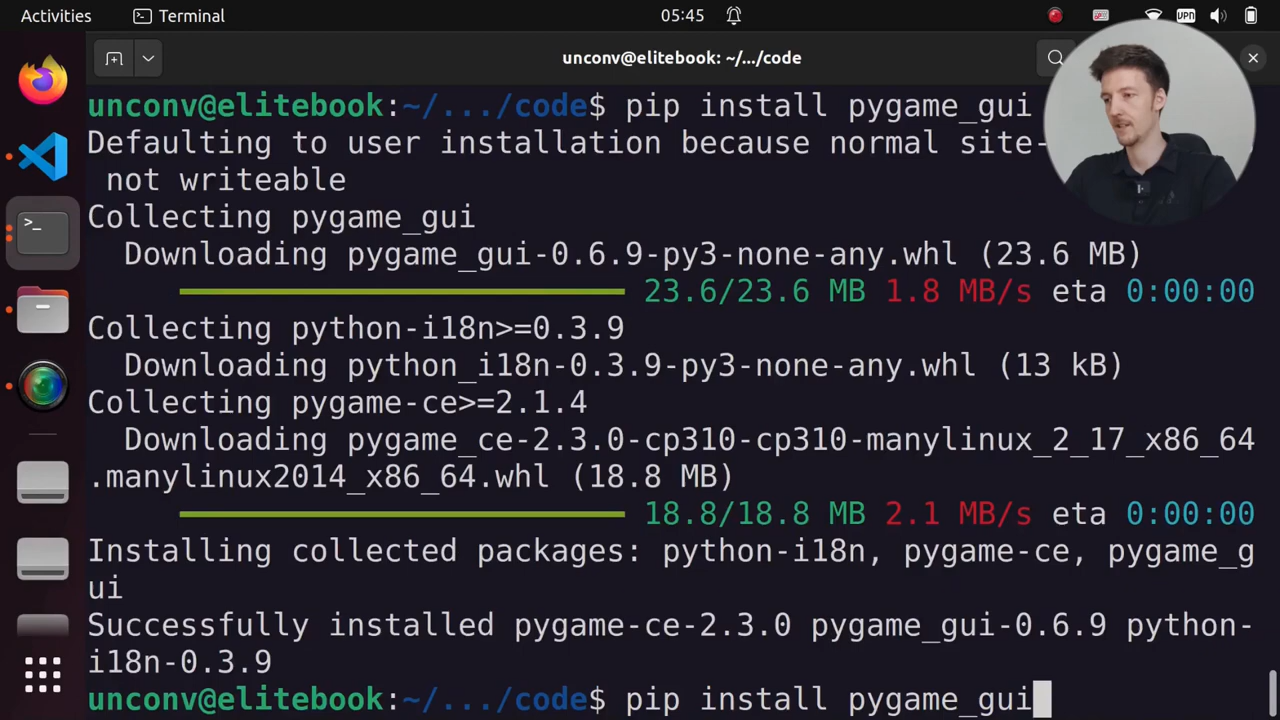 Activities Terminal 05:45 VPN
unconv@elitebook: ~/.../code
unconv@elitebook:~/.../code$ pip install pygame_gui
Defaulting to user installation because normal site-
not writeable
Collecting pygame_gui
Downloading pygame_gui-0.6.9-py3-none-any.whl (23.6 MB)
23.6/23.6 MB 1.8 MB/s eta 0:00:00
Collecting python-i18n>=0.3.9
Downloading python_i18n-0.3.9-py3-none-any.whl (13 kB)
Collecting pygame-ce>=2.1.4
Downloading pygame_ce-2.3.0-cp310-cp310-manylinux_2_17_x86_64
.manylinux2014_x86_64.whl (18.8 MB)
18.8/18.8 MB 2.1 MB/s eta 0:00:00
Installing collected packages: python-i18n, pygame-ce, pygame_g
ui
Successfully installed pygame-ce-2.3.0 pygame_gui-0.6.9 python-
i18n-0.3.9
unconv@elitebook:~/.../code$ pip install pygame_gui